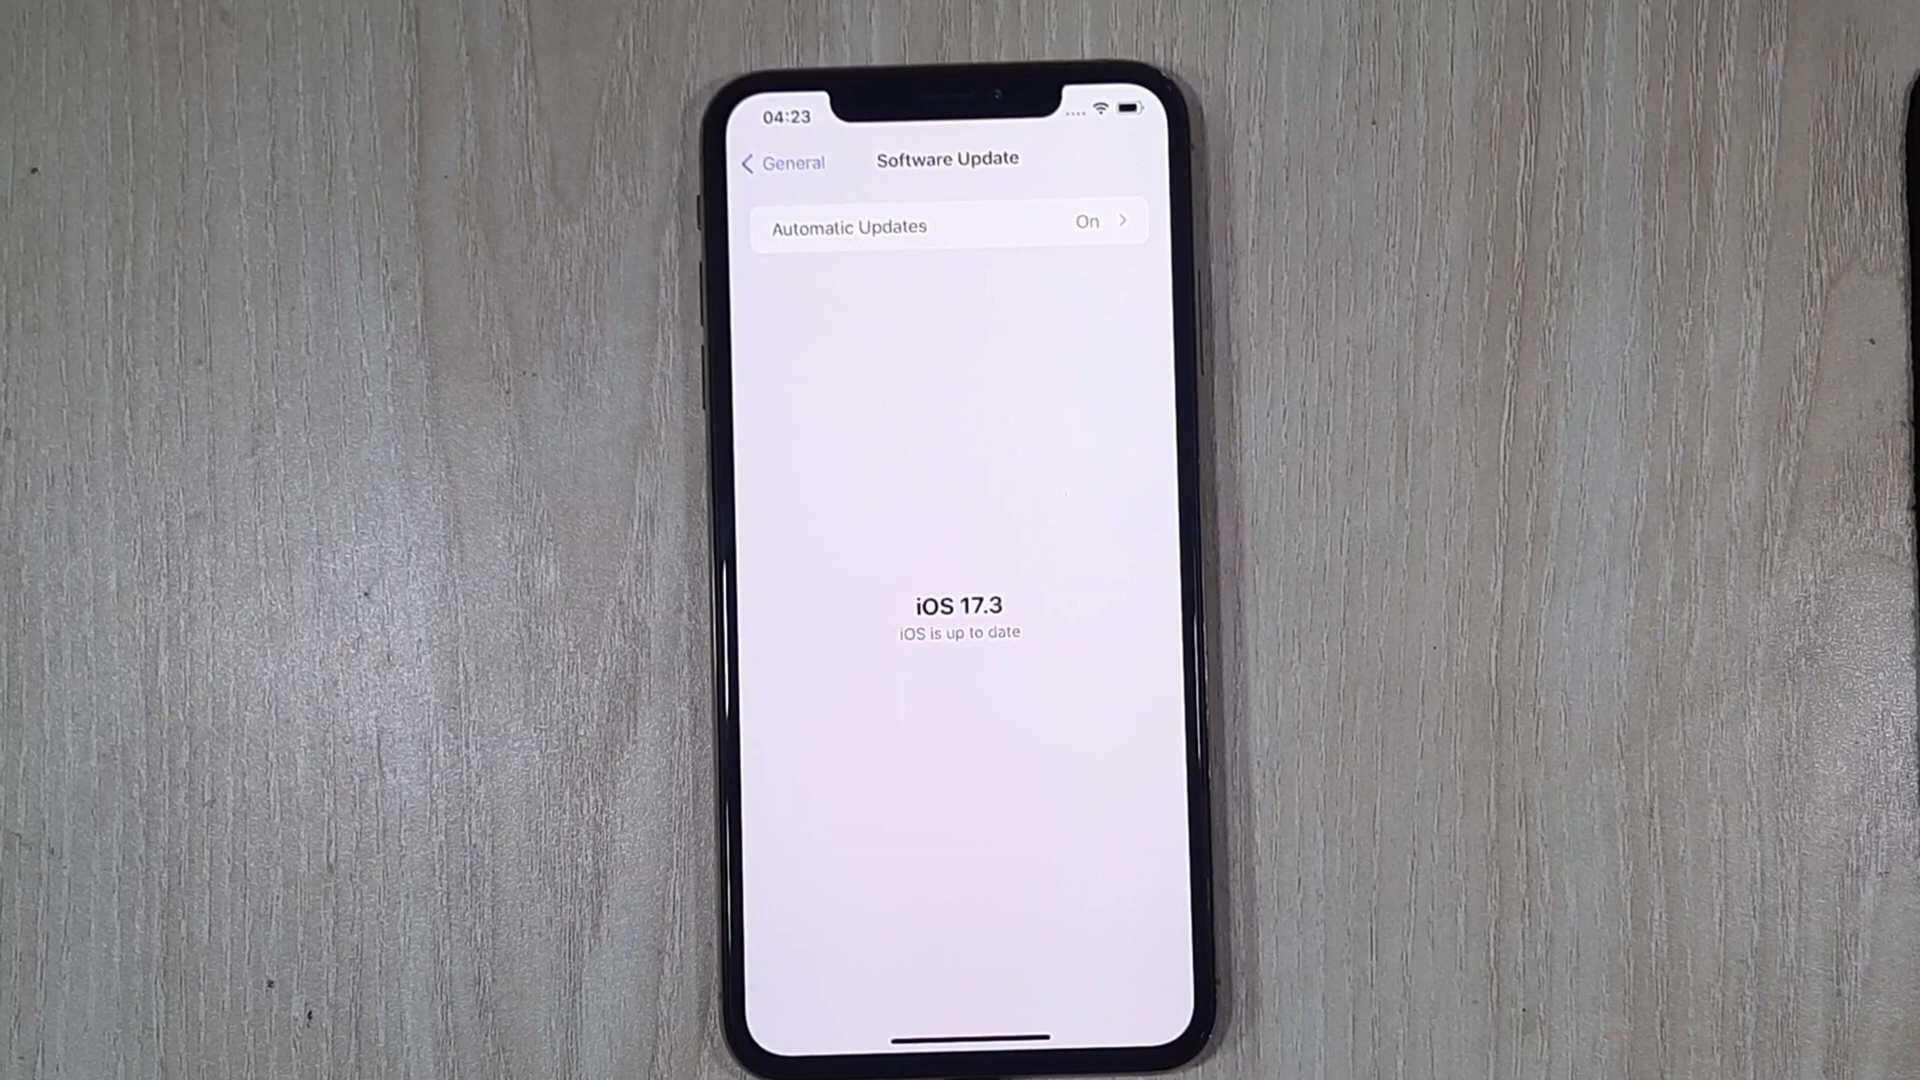 04:23
General
Software Update
Automatic Updates On
iOS 17.3
iOS is up to date